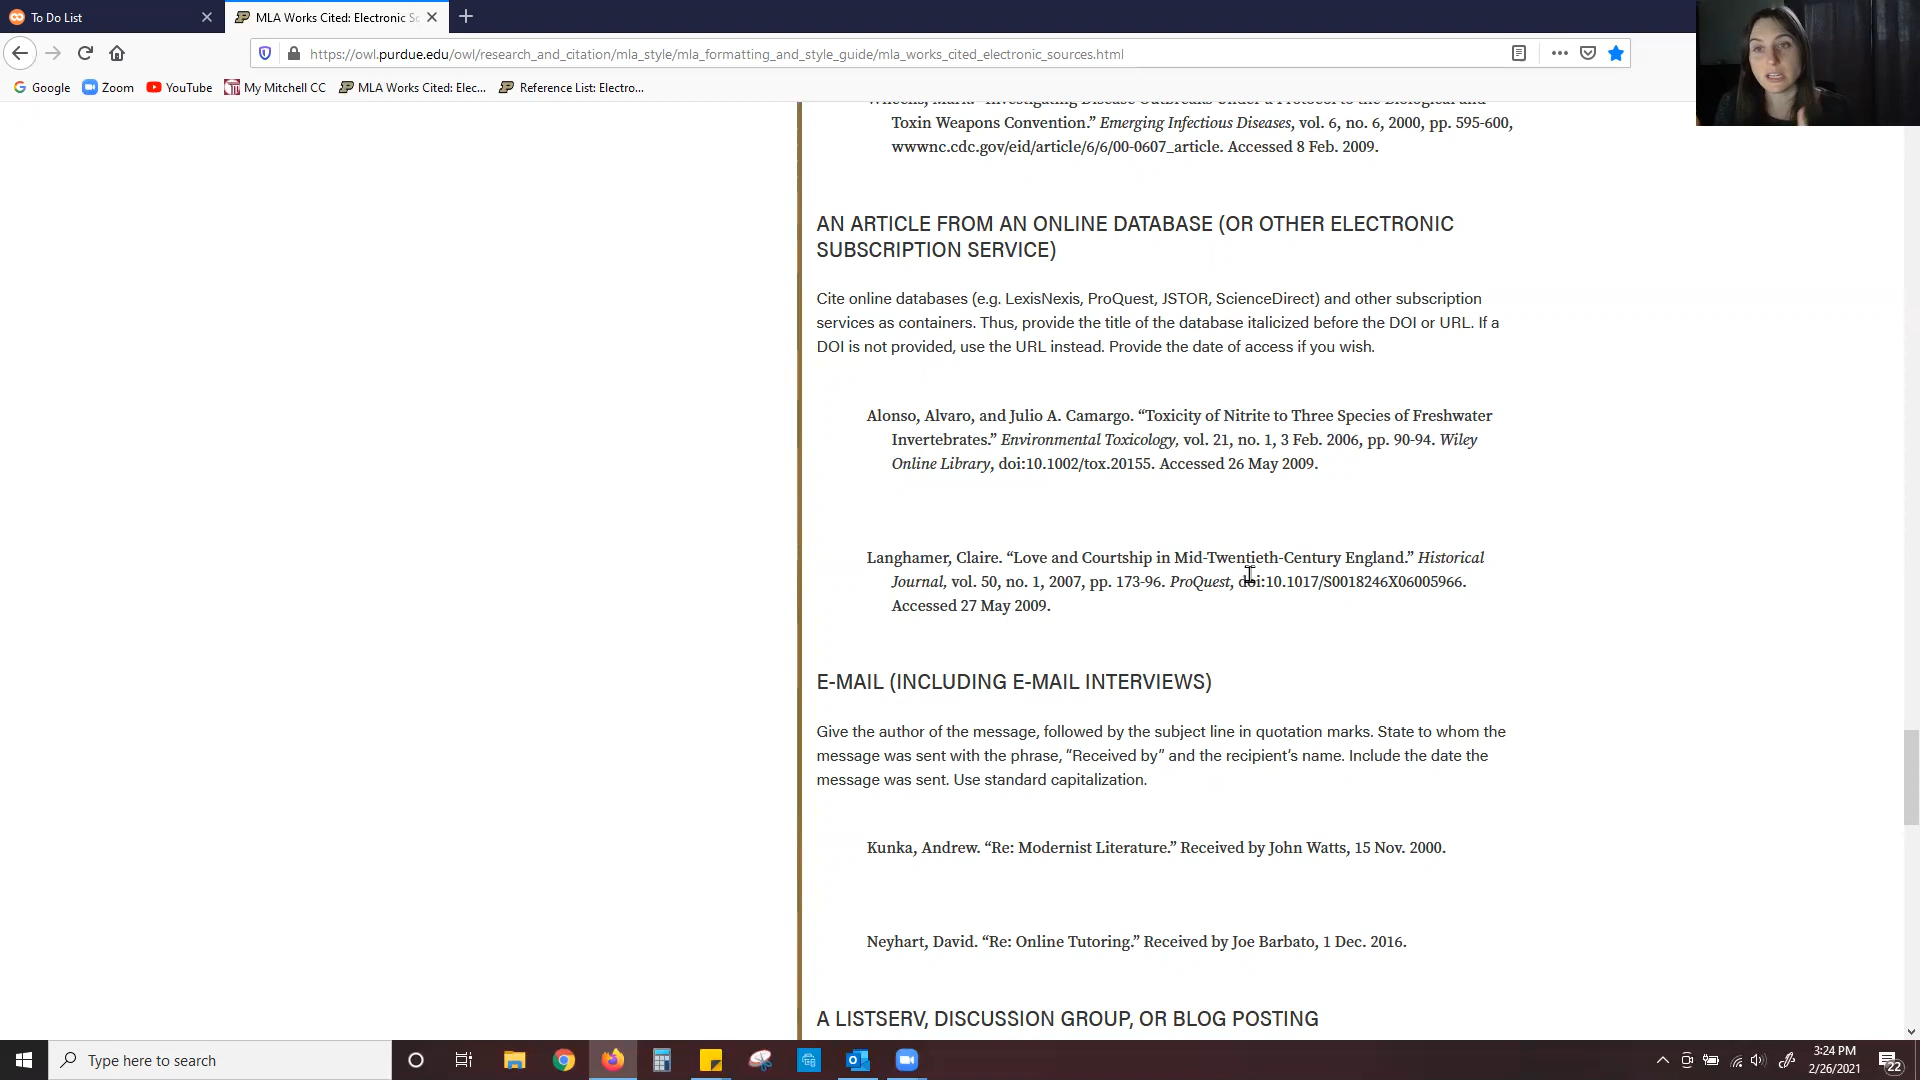 To Do List
MLA Works Cited: Electronic So
https://owl.purdue.edu/owl/research_and_citation/mla_style/mla_formatting_and_style_guide/mla_works_cited_electronic_sources.html
Google
Zoom
YouTube
My Mitchell CC
MLA Works Cited: Elec...
Reference List: Electro...
Wheelis, Mark. “Investigating Disease Outbreaks Under a Protocol to the Biological and
Toxin Weapons Convention.” Emerging Infectious Diseases, vol. 6, no. 6, 2000, pp. 595-600,
wwwnc.cdc.gov/eid/article/6/6/00-0607_article. Accessed 8 Feb. 2009.
AN ARTICLE FROM AN ONLINE DATABASE (OR OTHER ELECTRONIC
SUBSCRIPTION SERVICE)
Cite online databases (e.g. LexisNexis, ProQuest, JSTOR, ScienceDirect) and other subscription
services as containers. Thus, provide the title of the database italicized before the DOI or URL. If a
DOI is not provided, use the URL instead. Provide the date of access if you wish.
Alonso, Alvaro, and Julio A. Camargo. “Toxicity of Nitrite to Three Species of Freshwater
Invertebrates.” Environmental Toxicology, vol. 21, no. 1, 3 Feb. 2006, pp. 90-94. Wiley
Online Library, doi:10.1002/tox.20155. Accessed 26 May 2009.
Langhamer, Claire. “Love and Courtship in Mid-Twentieth-Century England.” Historical
Journal, vol. 50, no. 1, 2007, pp. 173-96. ProQuest, doi:10.1017/S0018246X06005966.
Accessed 27 May 2009.
E-MAIL (INCLUDING E-MAIL INTERVIEWS)
Give the author of the message, followed by the subject line in quotation marks. State to whom the
message was sent with the phrase, “Received by” and the recipient’s name. Include the date the
message was sent. Use standard capitalization.
Kunka, Andrew. “Re: Modernist Literature.” Received by John Watts, 15 Nov. 2000.
Neyhart, David. “Re: Online Tutoring.” Received by Joe Barbato, 1 Dec. 2016.
A LISTSERV, DISCUSSION GROUP, OR BLOG POSTING
Type here to search
3:24 PM
2/26/2021
22